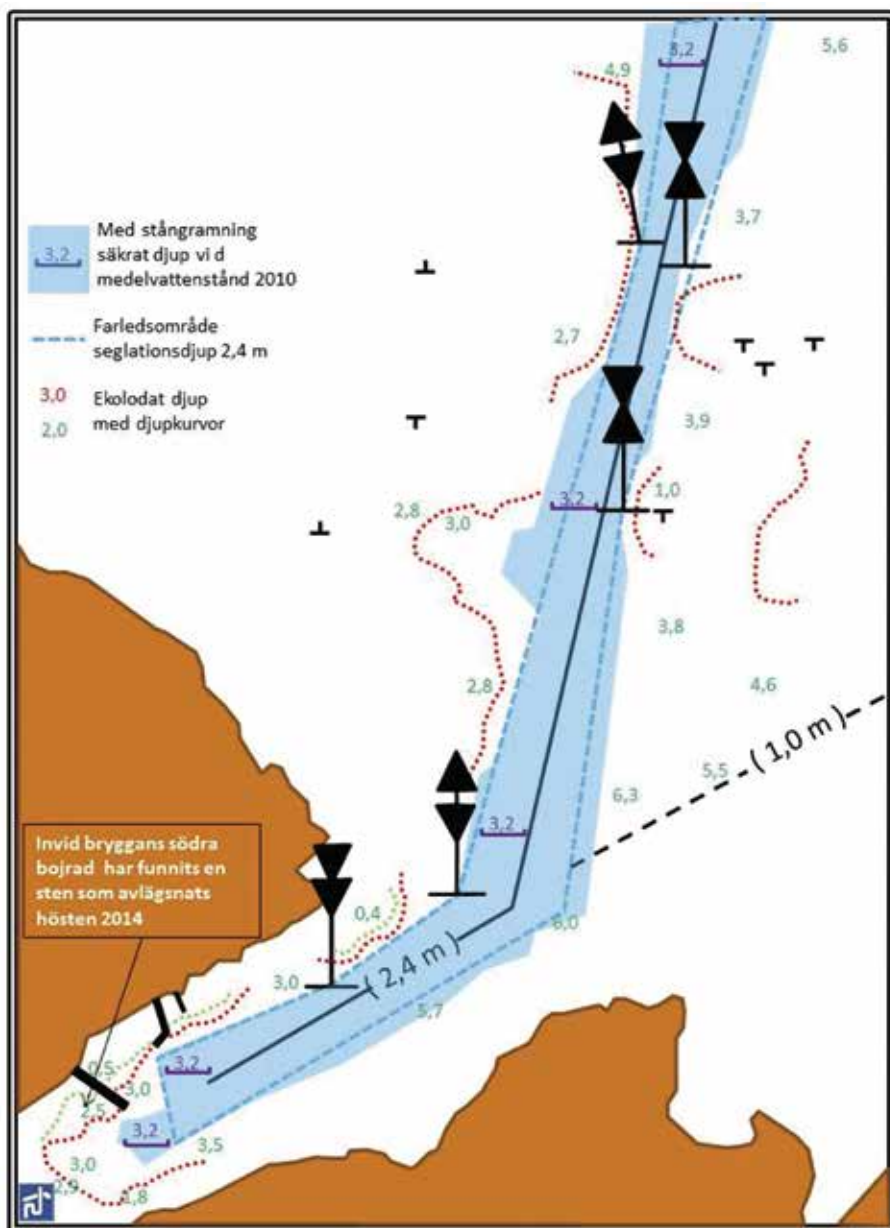 3,2
5,6
4,9
3,2
Med stångramning
säkrat djup vi d
medelvattenstånd 2010
3,7
Farledsområde
seglationsdjup 2,4 m
2,7
3,0
Ekolodat djup
2,0
med djupkurvor
3,9
1,0
3,2
2,8
3,0
3,8
2,8
4,6
( 1,0 m )
5,5
6,3
3,2
Invid bryggans södra
bojrad har funnits en
sten som avlägsnats
hösten 2014
0,4
6,0
( 2,4 m )
3,0
5,7
0,5
3,2
3,0
2,5
3,2
3,5
3,0
2,9
1,8